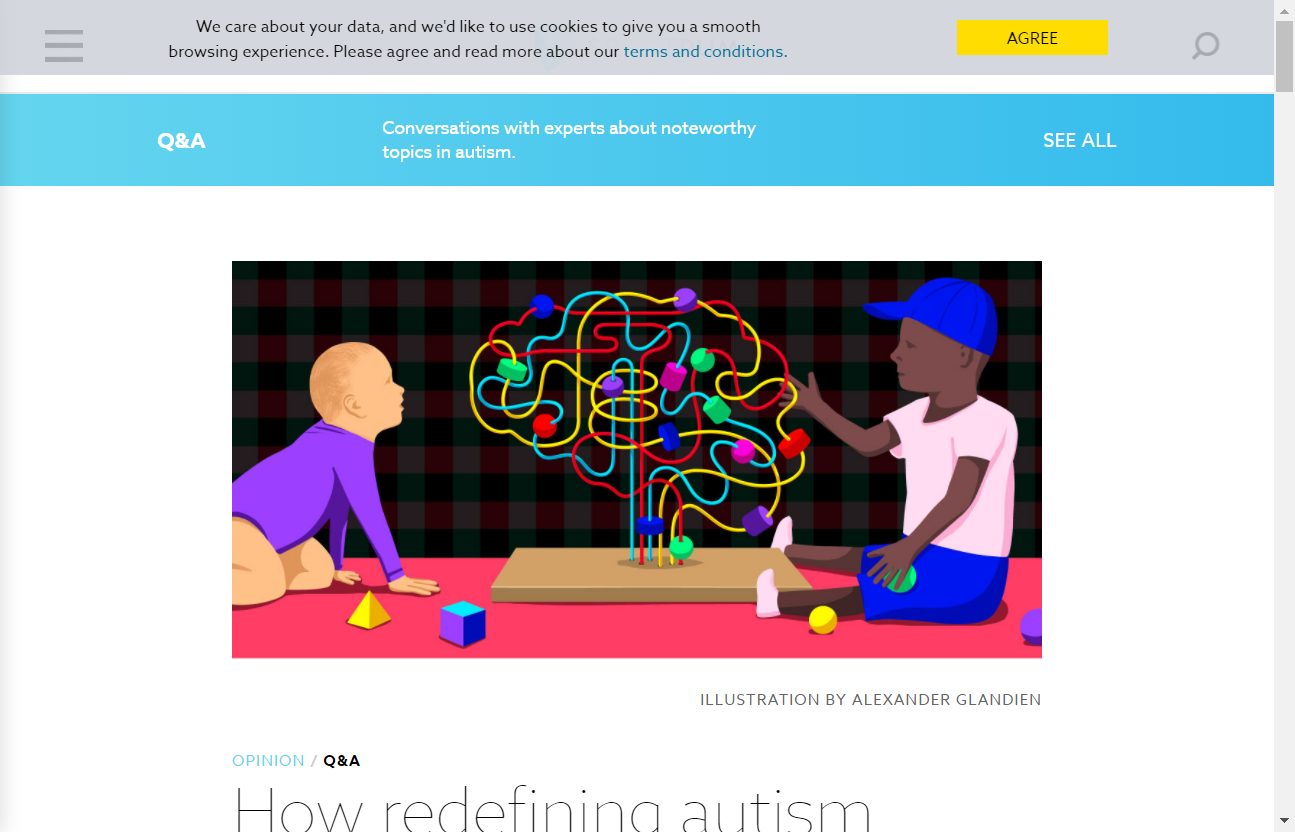 We care about your data, and we'd like to use cookies to give you a smooth
browsing experience. Please agree and read more about our terms and conditions.
AGREE
Q&A
Conversations with experts about noteworthy
topics in autism.
SEE ALL
ILLUSTRATION BY ALEXANDER GLANDIEN
OPINION / Q&A
How redefining autism